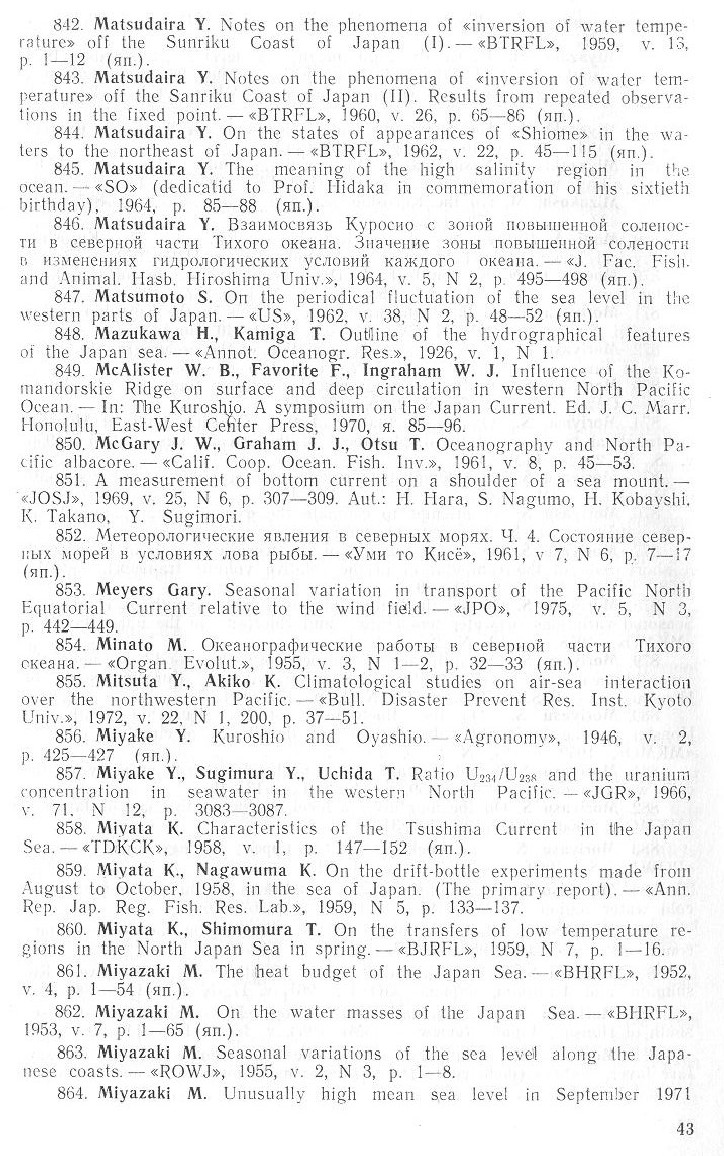 842. Matsudaira Y. Notes on the phenomena of «inversion of water tempe-
rature» off the Sunriku Coast of Japan (I). — «BTRFL», 1959, v. 13,
p. 1—12 (яп.).
843. Matsudaira Y. Notes on the phenomena of «inversion of water tem-
perature» off the Sanriku Coast of Japan (II). Results from repeated observa-
tions in the fixed point. — «BTRFL», 1960, v. 26, p. 65—86 (яп.).
844. Matsudaira Y. On the states of appearances of «Shiome» in the wa-
ters to the northeast of Japan. — «BTRFL», 1962, v. 22, p. 45—115 (яп.).
845. Matsudaira Y. The meaning of the high salinity region in the
ocean. — «SO» (dedicatid to Prof. Hidaka in commemoration of his sixtieth
birthday), 1964, p. 85—88 (яп.).
846. Matsudaira Y. Взаимосвязь Куросио с зоной повышенной соленос-
ти в северной части Тихого океана. Значение зоны повышенной солености
в изменениях гидрологических условий каждого океана. — «J. Fac. Fish.
and Animal. Hasb. Hiroshima Univ.», 1964, v. 5, N 2, p. 495—498 (яп.).
847. Matsumoto S. On the periodical fluctuation of the sea level in the
western parts of Japan. — «US», 1962, v. 38, N 2, p. 48—52 (яп.).
848. Mazukawa H., Kamiga T. Outline of the hydrographical features
of the Japan sea. — «Annot. Oceanogr. Res.», 1926, v. 1, N 1.
849. McAlister W. B., Favorite F., Ingraham W. J. Influence of the Ko-
mandorskie Ridge on surface and deep circulation in western North Pacific
Ocean. — In: The Kuroshio. A symposium on the Japan Current. Ed. J. C. Marr.
Honolulu, East-West Center Press, 1970, я. 85—96.
850. McGary J. W., Graham J. J., Otsu T. Oceanography and North Pa-
cific albacore. — «Calif. Coop. Ocean. Fish. Inv.», 1961, v. 8, p. 45—53.
851. A measurement of bottom current on a shoulder of a sea mount. —
«JOSJ», 1969, v. 25, N 6, p. 307—309. Aut.: H. Hara, S. Nagumo, H. Kobayshi,
K. Takano, Y. Sugimori.
852. Метеорологические явления в северных морях. Ч. 4. Состояние север-
ных морей в условиях лова рыбы. — «Уми то Кисё», 1961, v 7, N 6, p. 7—17
(яп.).
853. Meyers Gary. Seasonal variation in transport of the Pacific North
Equatorial Current relative to the wind field. — «JPO», 1975, v. 5, N 3,
p. 442—449.
854. Minato M. Океанографические работы в северной части Тихого
океана. — «Organ. Evolut.», 1955, v. 3, N 1—2, p. 32—33 (яп.).
855. Mitsuta Y., Akiko K. Climatological studies on air-sea interaction
over the northwestern Pacific. — «Bull. Disaster Prevent Res. Inst. Kyoto
Univ.», 1972, v. 22, N 1, 200, p. 37—51.
856. Miyake Y. Kuroshio and Oyashio. — «Agronomy», 1946, v. 2,
p. 425—427 (яп.).
857. Miyake Y., Sugimura Y., Uchida T. Ratio U₂₃₄/U₂₃₈ and the uranium
concentration in seawater in the western North Pacific. — «JGR», 1966,
v. 71, N 12, p. 3083—3087.
858. Miyata K. Characteristics of the Tsushima Current in the Japan
Sea. — «TDKCK», 1958, v. 1, p. 147—152 (яп.).
859. Miyata K., Nagawuma K. On the drift-bottle experiments made from
August to October, 1958, in the sea of Japan. (The primary report). — «Ann.
Rep. Jap. Reg. Fish. Res. Lab.», 1959, N 5, p. 133—137.
860. Miyata K., Shimomura T. On the transfers of low temperature re-
gions in the North Japan Sea in spring. — «BJRFL», 1959, N 7, p. 1—16.
861. Miyazaki M. The heat budget of the Japan Sea. — «BHRFL», 1952,
v. 4, p. 1—54 (яп.).
862. Miyazaki M. On the water masses of the Japan Sea. — «BHRFL»,
1953, v. 7, p. 1—65 (яп.).
863. Miyazaki M. Seasonal variations of the sea level along the Japa-
nese coasts. — «ROWJ», 1955, v. 2, N 3, p. 1—8.
864. Miyazaki M. Unusually high mean sea level in September 1971
43